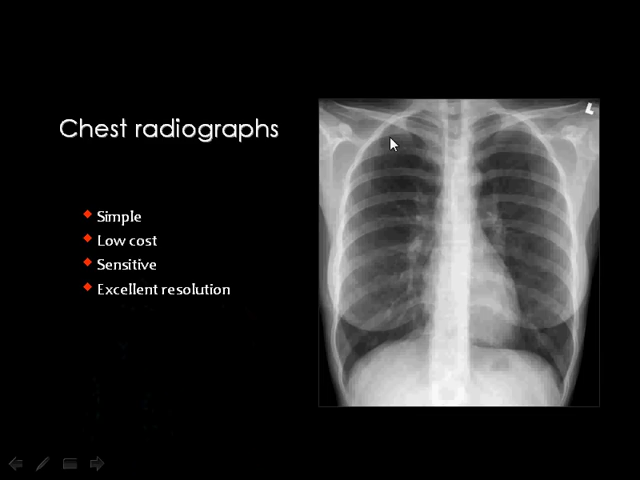 Chest radiographs
Simple
Low cost
Sensitive
Excellent resolution
L